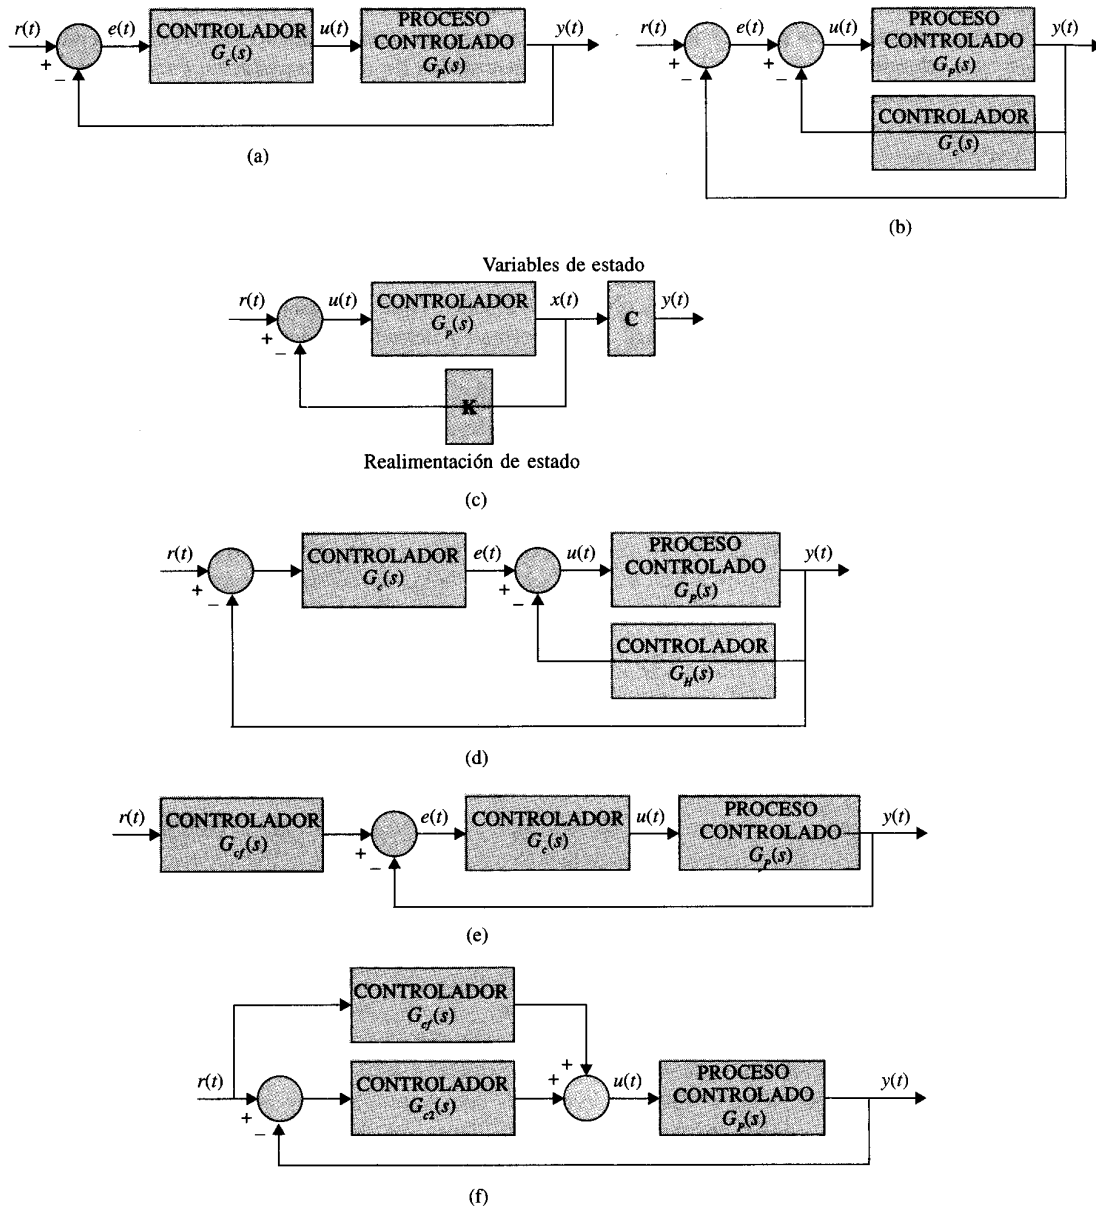 r(t) e(t) CONTROLADOR u(t) PROCESO y(t)
G_c(s) CONTROLADO
G_p(s)
+
−
(a)
r(t) e(t) u(t) PROCESO y(t)
CONTROLADO
G_p(s)
+ +
− −
CONTROLADOR
G_c(s)
(b)
Variables de estado
r(t) u(t) CONTROLADOR x(t) C y(t)
G_p(s)
+
−
K
Realimentación de estado
(c)
r(t) CONTROLADOR e(t) u(t) PROCESO y(t)
G_c(s) CONTROLADO
G_p(s)
+ +
− −
CONTROLADOR
G_H(s)
(d)
r(t) CONTROLADOR e(t) CONTROLADOR u(t) PROCESO y(t)
G_cf(s) G_c(s) CONTROLADO
G_p(s)
+
−
(e)
CONTROLADOR
G_cf(s)
+
r(t) + CONTROLADOR + u(t) PROCESO y(t)
G_c2(s) CONTROLADO
− G_p(s)
(f)